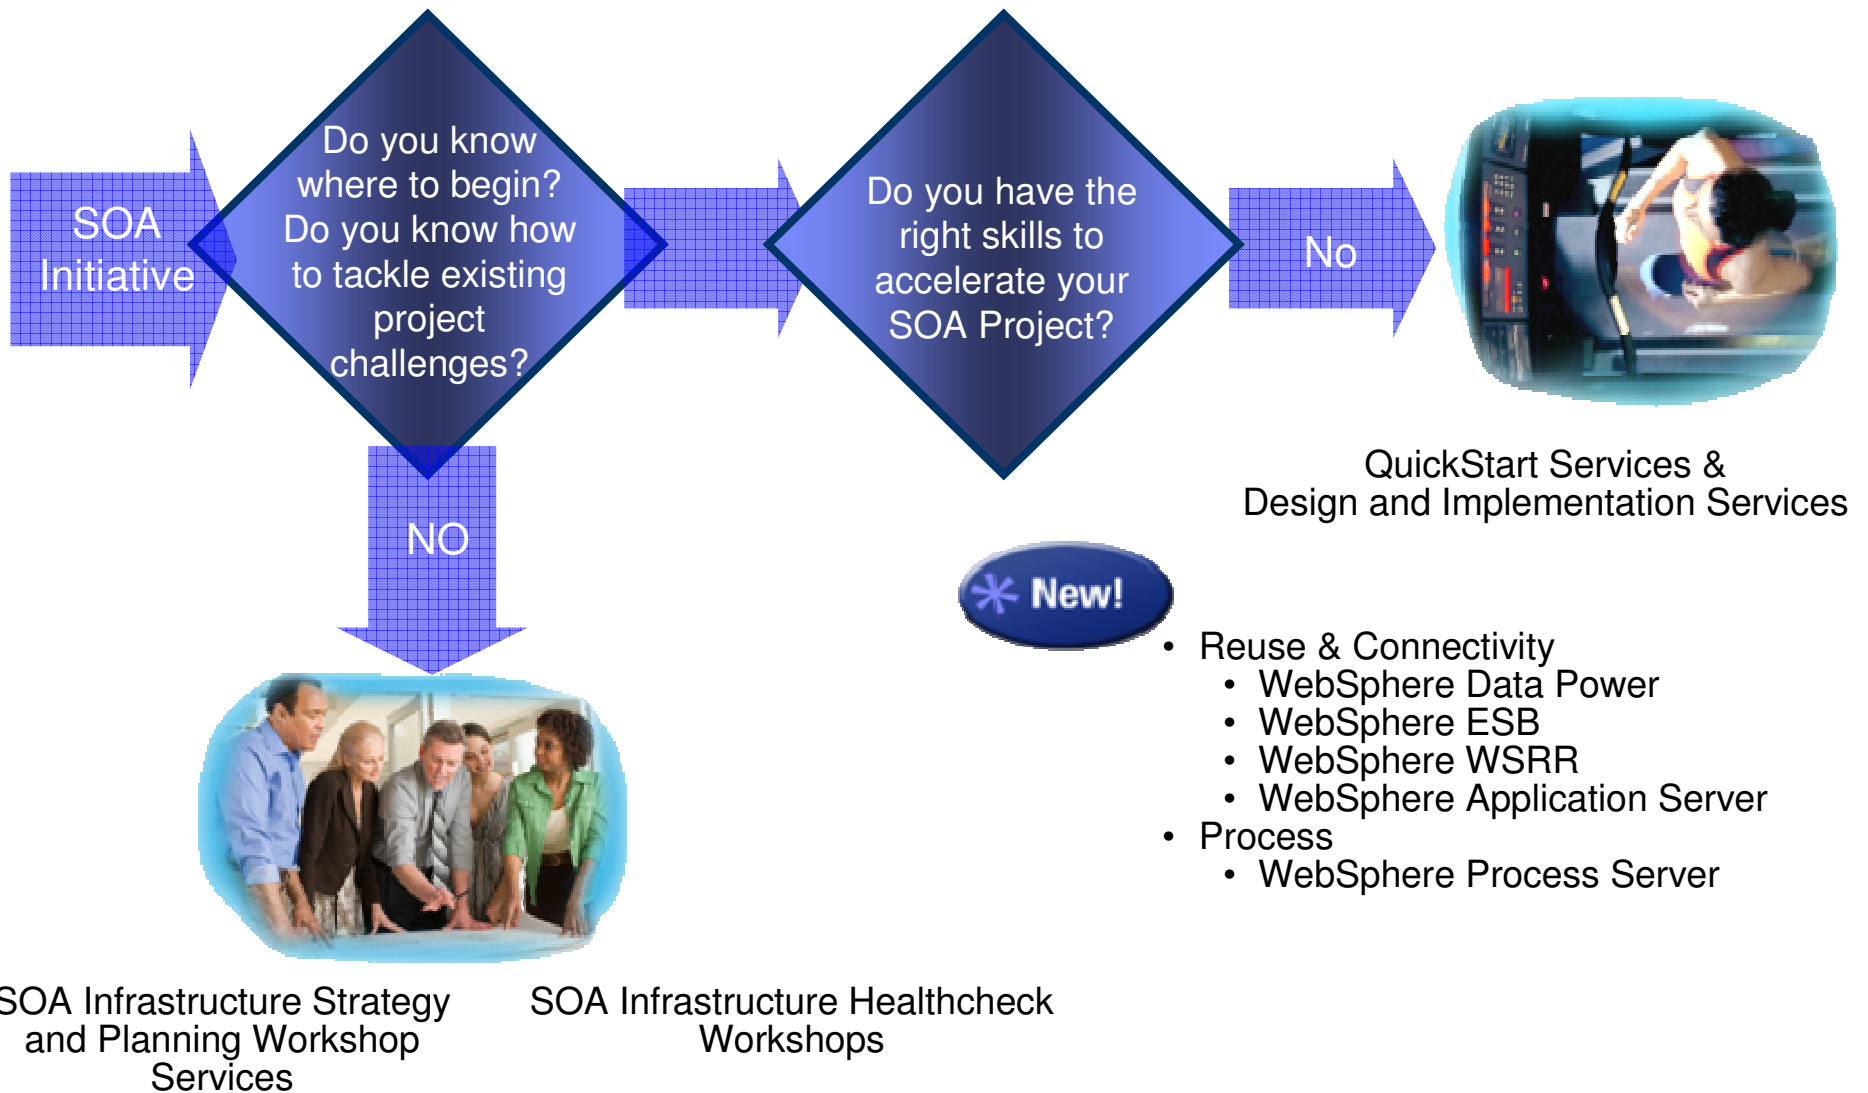 SOA
Initiative
Do you know
where to begin?
Do you know how
to tackle existing
project
challenges?
Do you have the
right skills to
accelerate your
SOA Project?
No
QuickStart Services &
Design and Implementation Services
NO
New!
• Reuse & Connectivity
• WebSphere Data Power
• WebSphere ESB
• WebSphere WSRR
• WebSphere Application Server
• Process
• WebSphere Process Server
SOA Infrastructure Strategy
and Planning Workshop
Services
SOA Infrastructure Healthcheck
Workshops